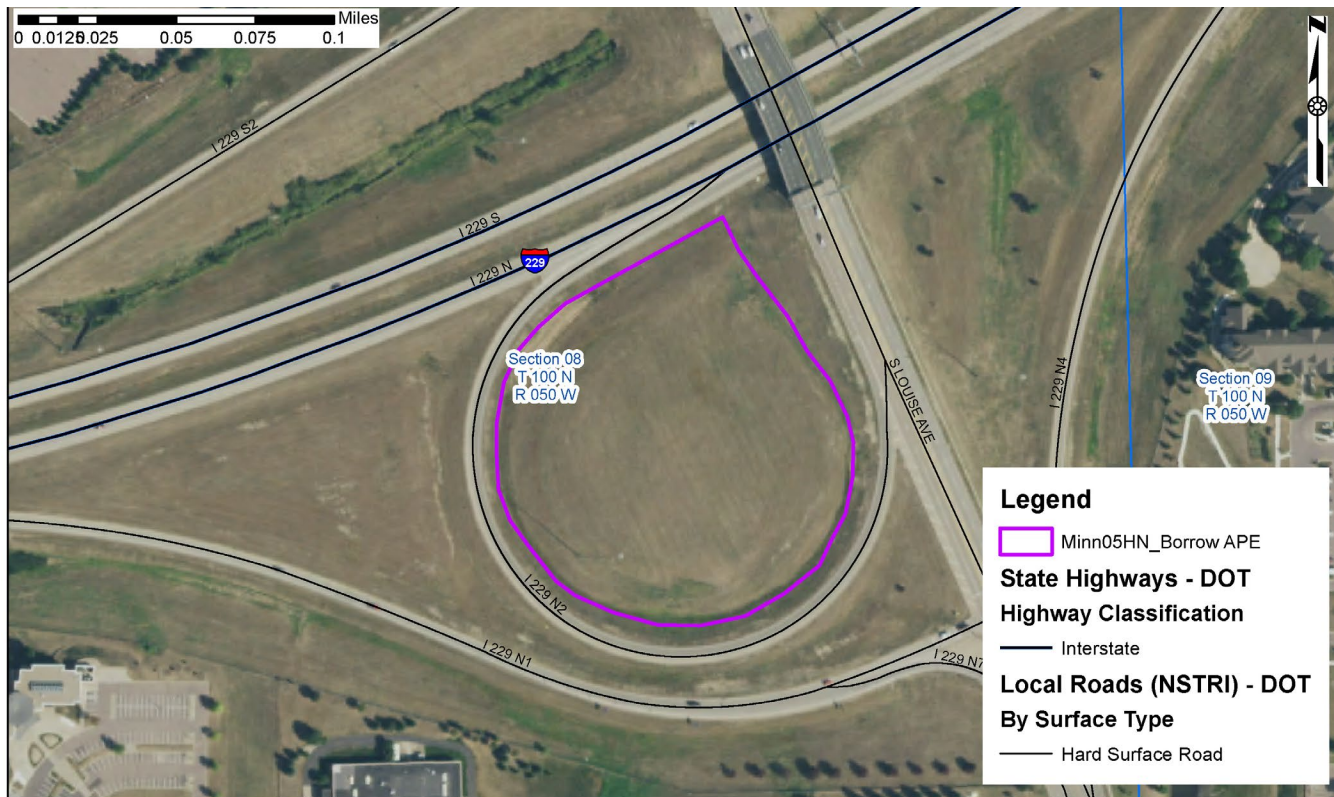 Miles
0 0.0125 0.025 0.05 0.075 0.1
N
I 229 S2
I 229 S
I 229 N
229
Section 08
T 100 N
R 050 W
S LOUISE AVE
I 229 N4
Section 09
T 100 N
R 050 W
I 229 N2
I 229 N1
I 229 N7
Legend
Minn05HN_Borrow APE
State Highways - DOT
Highway Classification
Interstate
Local Roads (NSTRI) - DOT
By Surface Type
Hard Surface Road